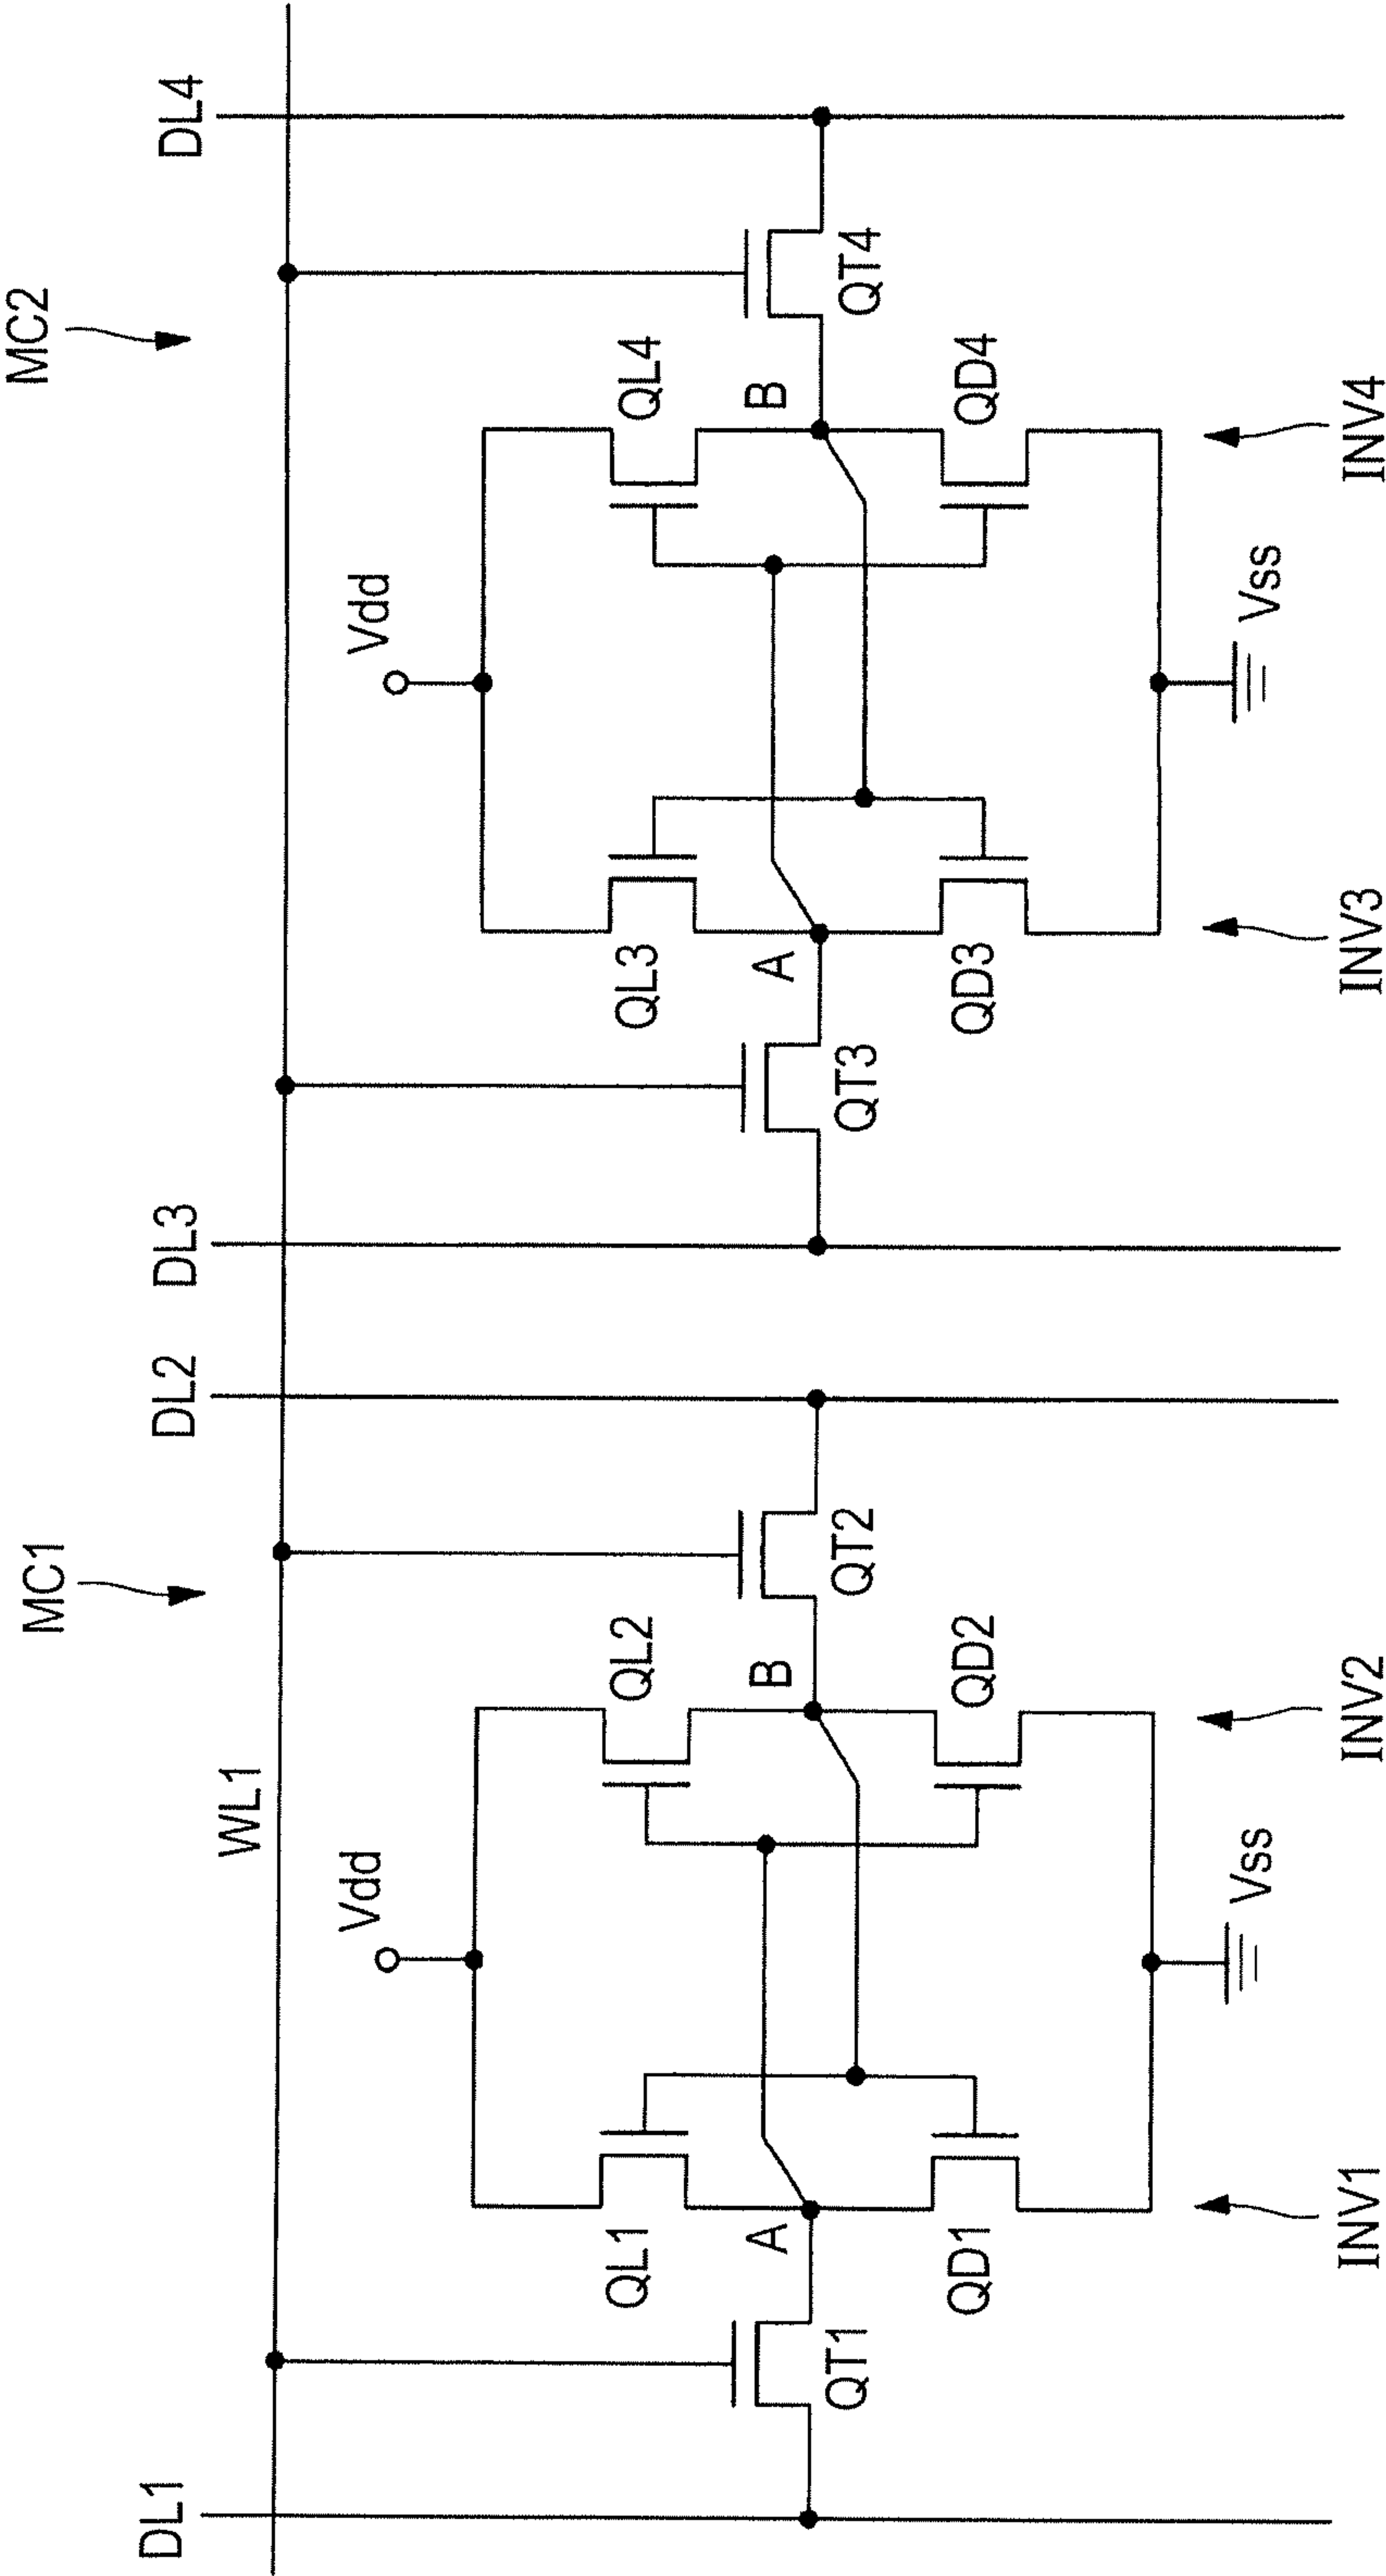 MC1
MC2
DL1
WL1
DL2
DL3
DL4
Vdd
Vdd
QL1
QL2
QL3
QL4
A
B
A
B
QT1
QT2
QT3
QT4
QD1
QD2
QD3
QD4
Vss
Vss
INV1
INV2
INV3
INV4